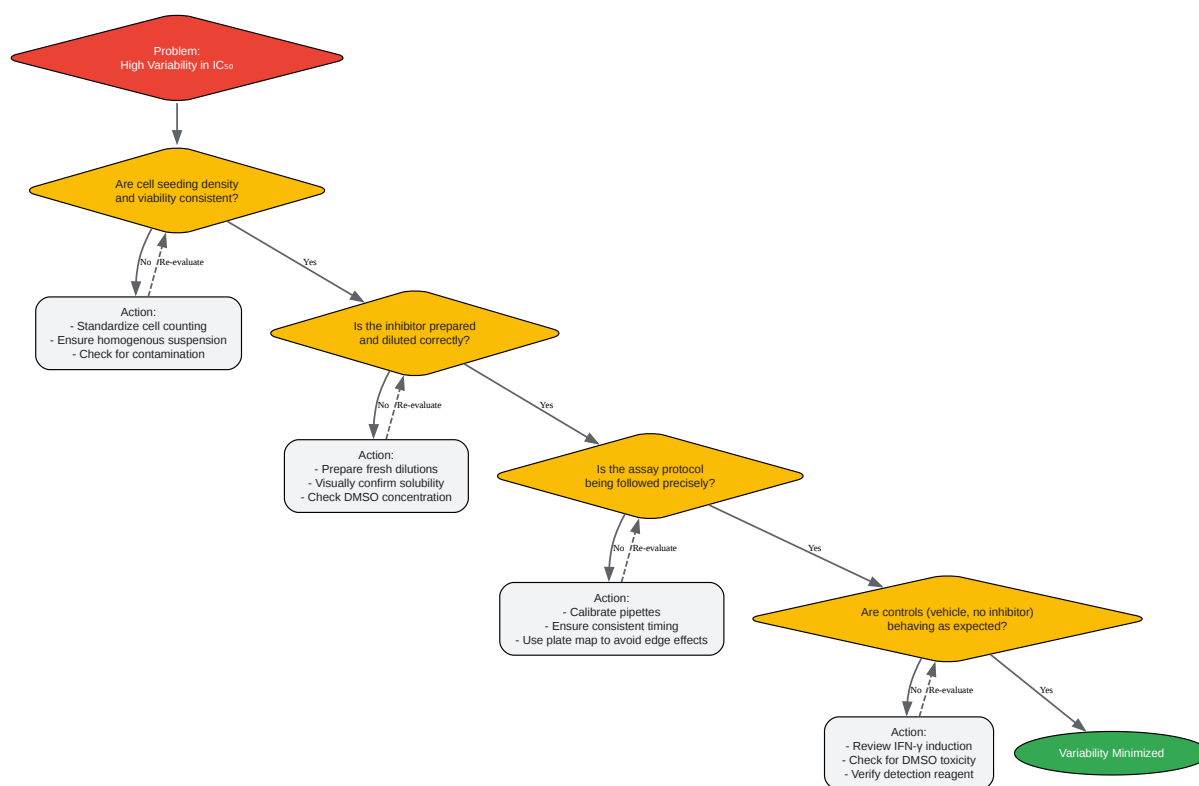 Problem:
High Variability in IC₅₀
Are cell seeding density
and viability consistent?
No
Re-evaluate
Yes
Action:
- Standardize cell counting
- Ensure homogenous suspension
- Check for contamination
Is the inhibitor prepared
and diluted correctly?
No
Re-evaluate
Yes
Action:
- Prepare fresh dilutions
- Visually confirm solubility
- Check DMSO concentration
Is the assay protocol
being followed precisely?
No
Re-evaluate
Yes
Action:
- Calibrate pipettes
- Ensure consistent timing
- Use plate map to avoid edge effects
Are controls (vehicle, no inhibitor)
behaving as expected?
No
Re-evaluate
Yes
Action:
- Review IFN-γ induction
- Check for DMSO toxicity
- Verify detection reagent
Variability Minimized